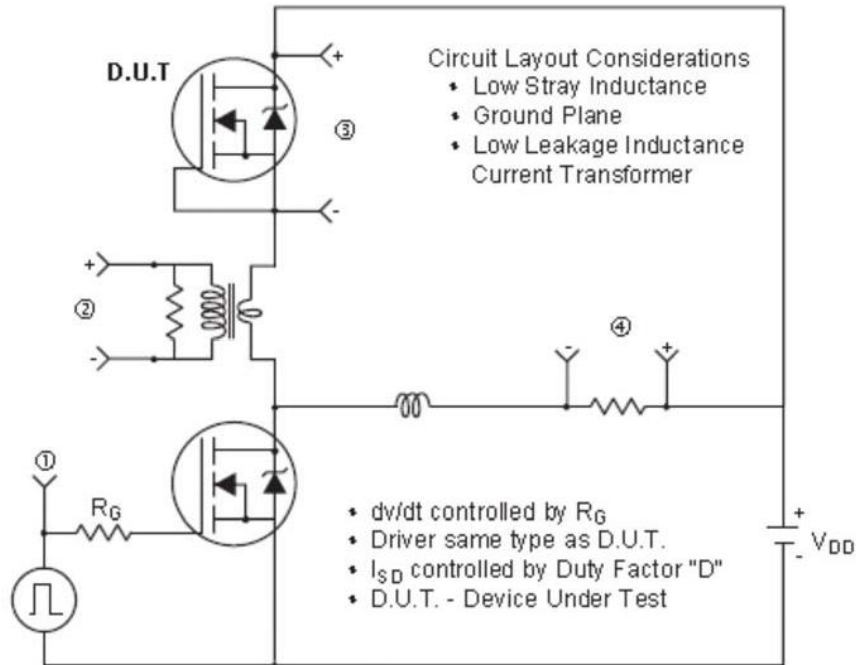 D.U.T
+
③
-
Circuit Layout Considerations
• Low Stray Inductance
• Ground Plane
• Low Leakage Inductance
Current Transformer
+
②
-
④
-
+
①
R_G
• dv/dt controlled by R_G
• Driver same type as D.U.T.
• I_SD controlled by Duty Factor "D"
• D.U.T. - Device Under Test
+
-
V_DD